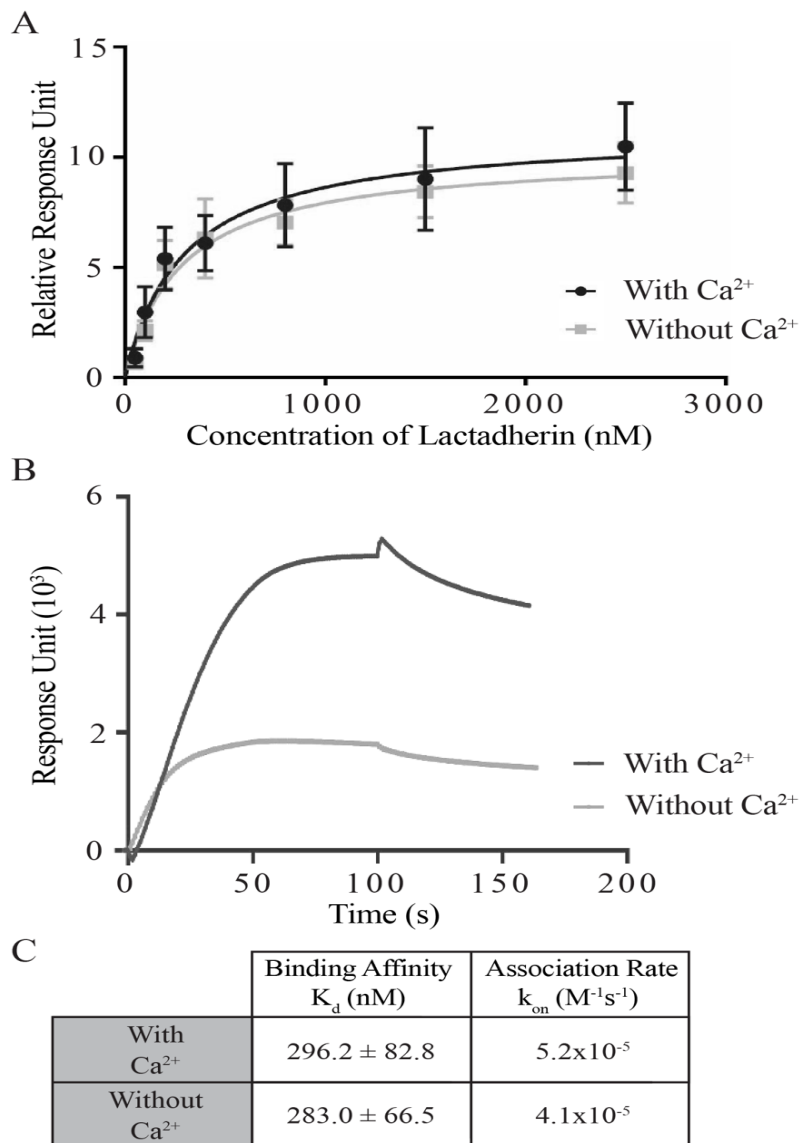 A
15
10
5
0
Relative Response Unit
With Ca²⁺
Without Ca²⁺
0 1000 2000 3000
Concentration of Lactadherin (nM)
B
6
4
2
0
Response Unit (10³)
With Ca²⁺
Without Ca²⁺
0 50 100 150 200
Time (s)
C
Binding Affinity Association Rate
K_d (nM) k_on (M⁻¹s⁻¹)
With
Ca²⁺
296.2 ± 82.8 5.2x10⁻⁵
Without
Ca²⁺
283.0 ± 66.5 4.1x10⁻⁵